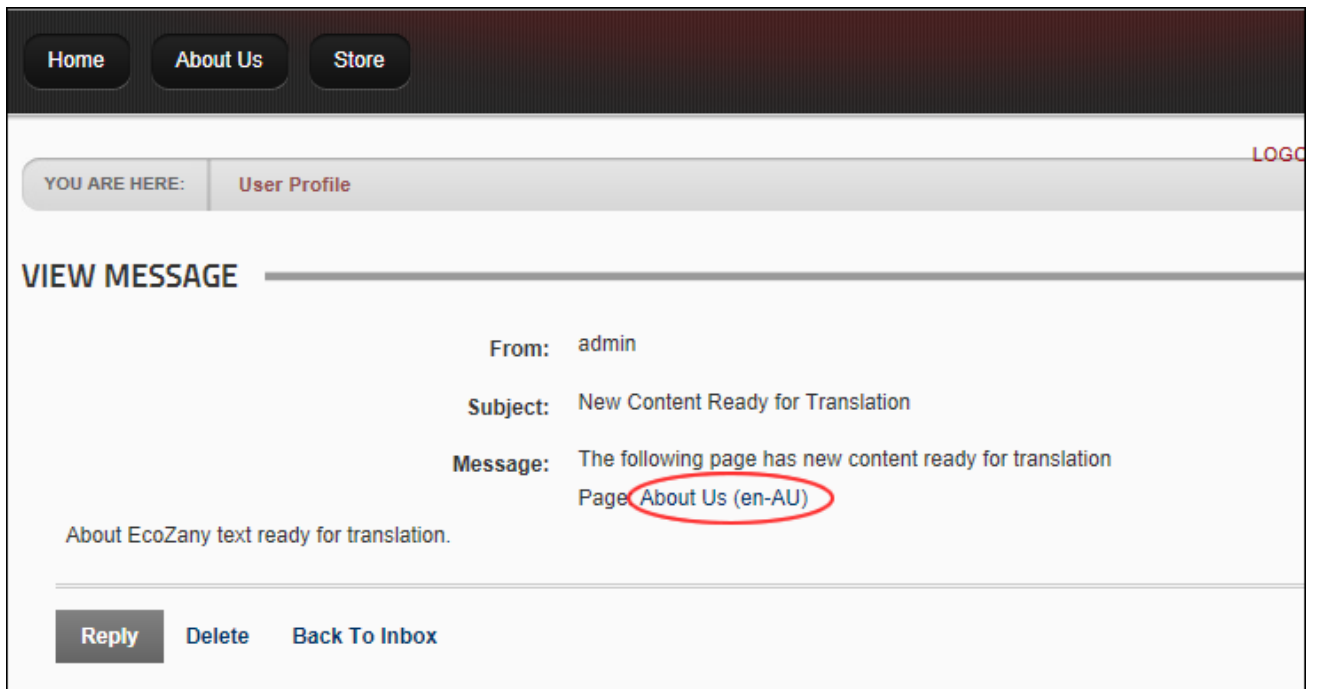 Home About Us Store
LOGO
YOU ARE HERE: User Profile
VIEW MESSAGE
From: admin
Subject: New Content Ready for Translation
Message: The following page has new content ready for translation
Page About Us (en-AU)
About EcoZany text ready for translation.
Reply Delete Back To Inbox